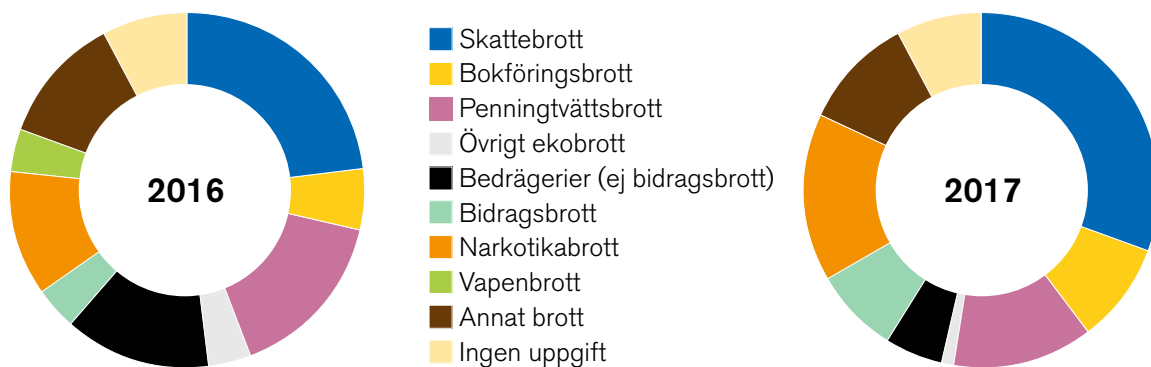 2016
Skattebrott
Bokföringsbrott
Penningtvättsbrott
Övrigt ekobrott
Bedrägerier (ej bidragsbrott)
Bidragsbrott
Narkotikabrott
Vapenbrott
Annat brott
Ingen uppgift
2017